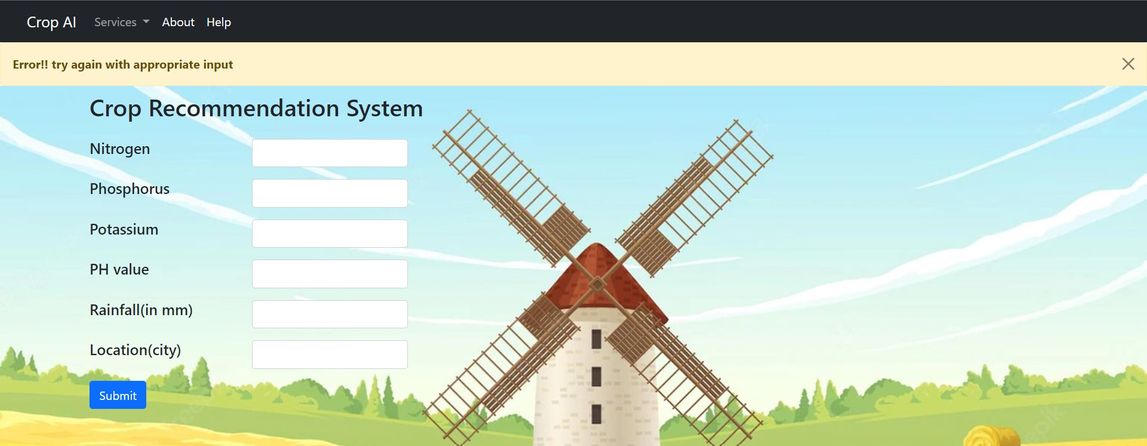 Crop AI Services About Help
Error!! try again with appropriate input
Crop Recommendation System
Nitrogen
Phosphorus
Potassium
PH value
Rainfall(in mm)
Location(city)
Submit